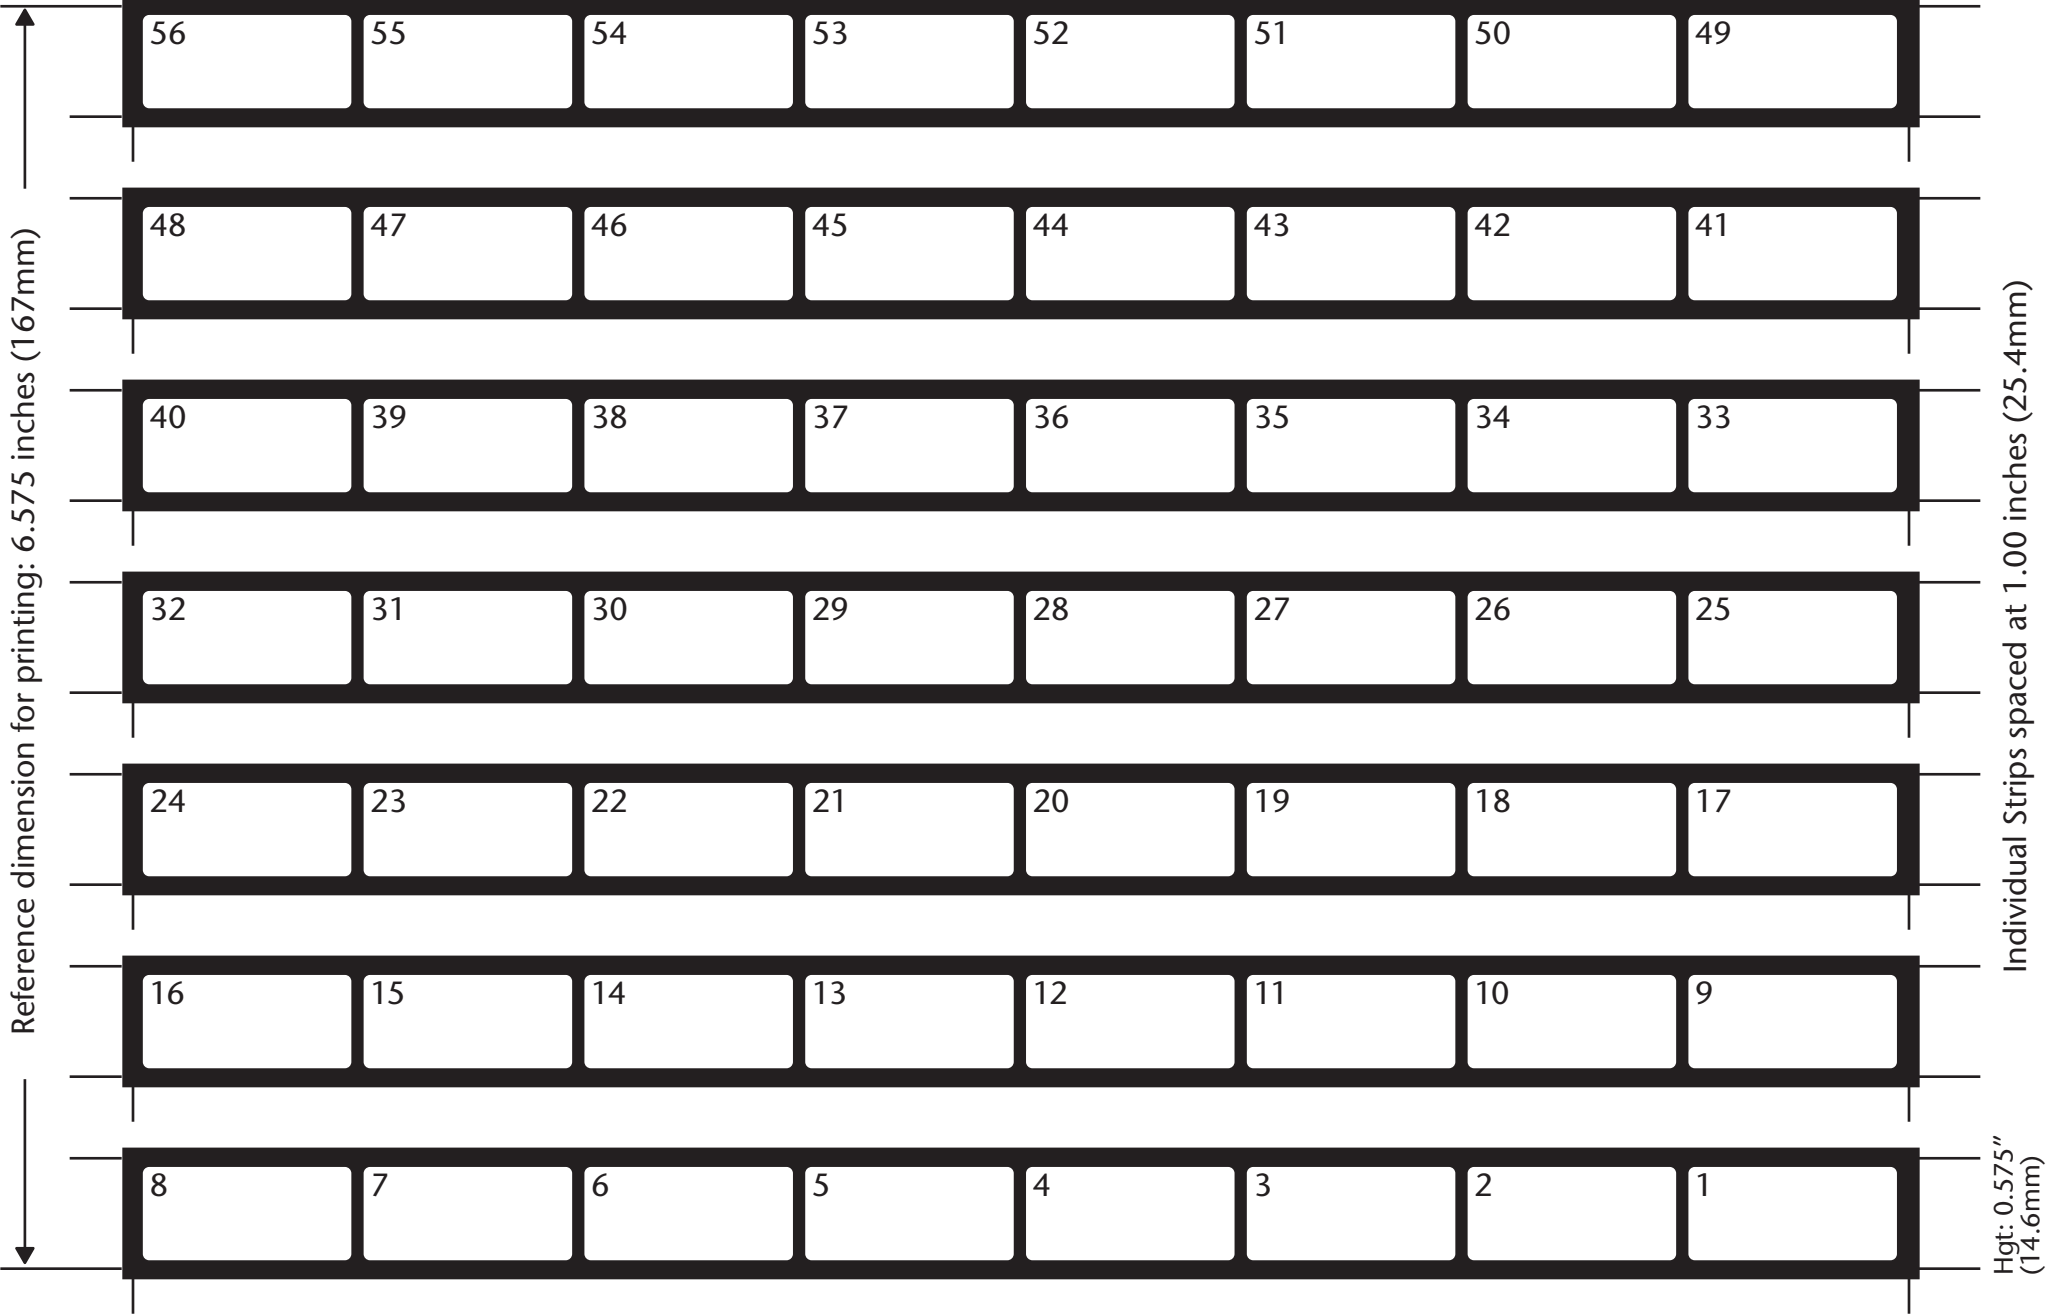 56 55 54 53 52 51 50 49
48 47 46 45 44 43 42 41
40 39 38 37 36 35 34 33
32 31 30 29 28 27 26 25
24 23 22 21 20 19 18 17
16 15 14 13 12 11 10 9
8 7 6 5 4 3 2 1
Reference dimension for printing: 6.575 inches (167mm)
Individual Strips spaced at 1.00 inches (25.4mm)
Hgt: 0.575”
(14.6mm)